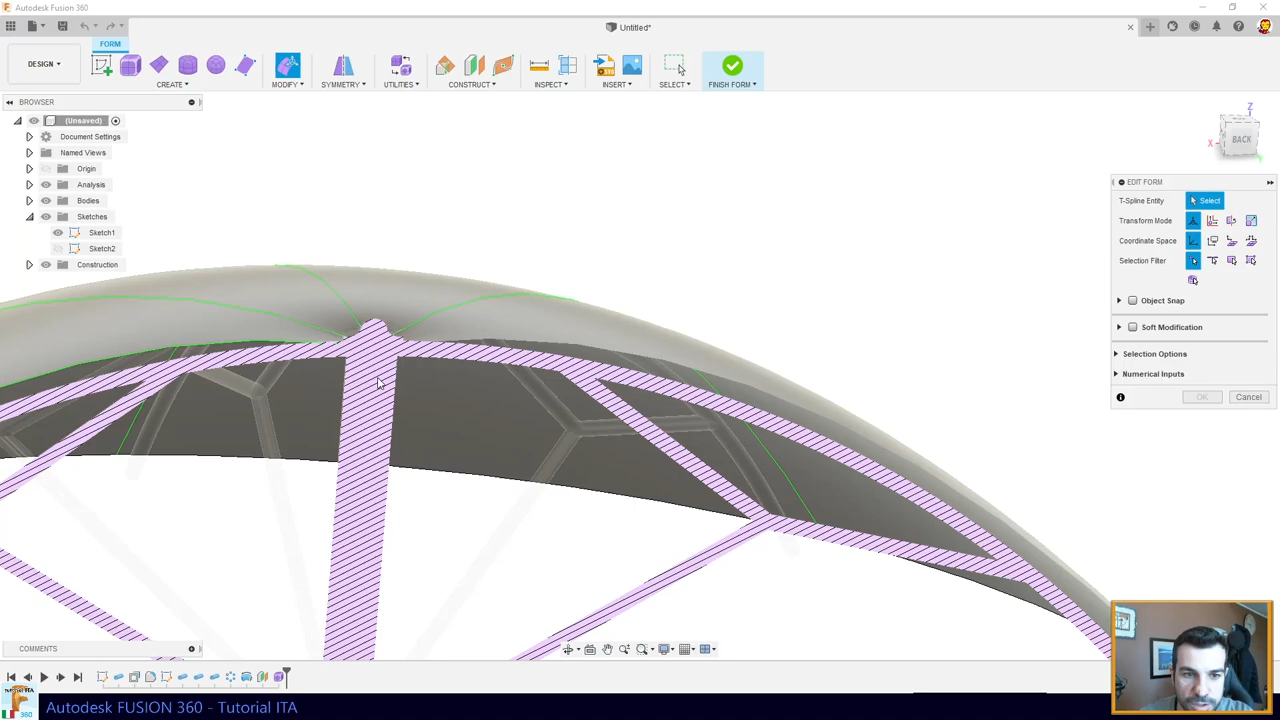 Autodesk Fusion 360
Untitled*
FORM
DESIGN
CREATE
MODIFY
SYMMETRY
UTILITIES
CONSTRUCT
INSPECT
INSERT
SELECT
FINISH FORM
BROWSER
(Unsaved)
Document Settings
Named Views
Origin
Analysis
Bodies
Sketches
Sketch1
Sketch2
Construction
Z
BACK
X
Y
EDIT FORM
T-Spline Entity
Select
Transform Mode
Coordinate Space
Selection Filter
Object Snap
Soft Modification
Selection Options
Numerical Inputs
OK
Cancel
COMMENTS
360
Autodesk FUSION 360 - Tutorial ITA